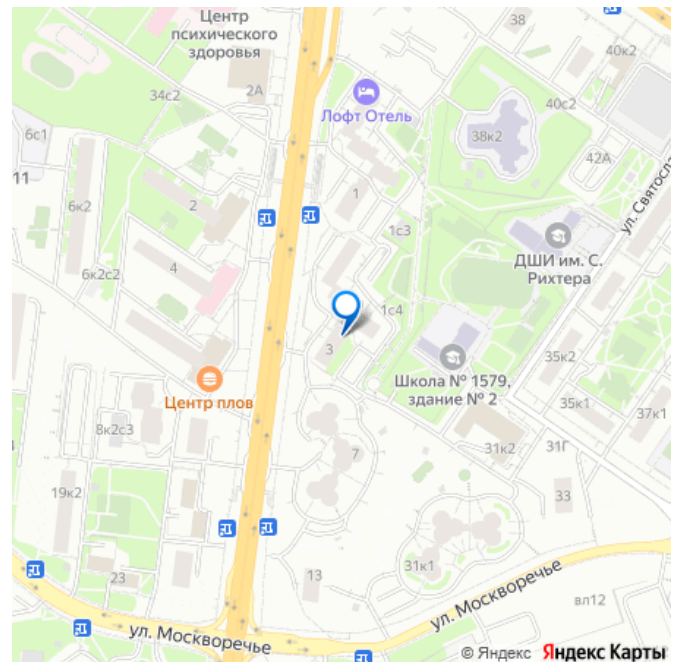 Центр
психического
здоровья
38
40к2
34с2
2А
Лофт Отель
40с2
38к2
6с1
42А
11
6к2
2
1
ул. Святосла
1с3
ДШИ им. С.
Рихтера
6к2с2
4
1с4
3
35к2
Школа № 1579,
здание № 2
Центр плов
35к1
37к1
8к2с3
7
31к2
31Г
19к2
33
23
13
31к1
вл12
ул. Москворечье
ул. Москворечье
© Яндекс Яндекс Карты